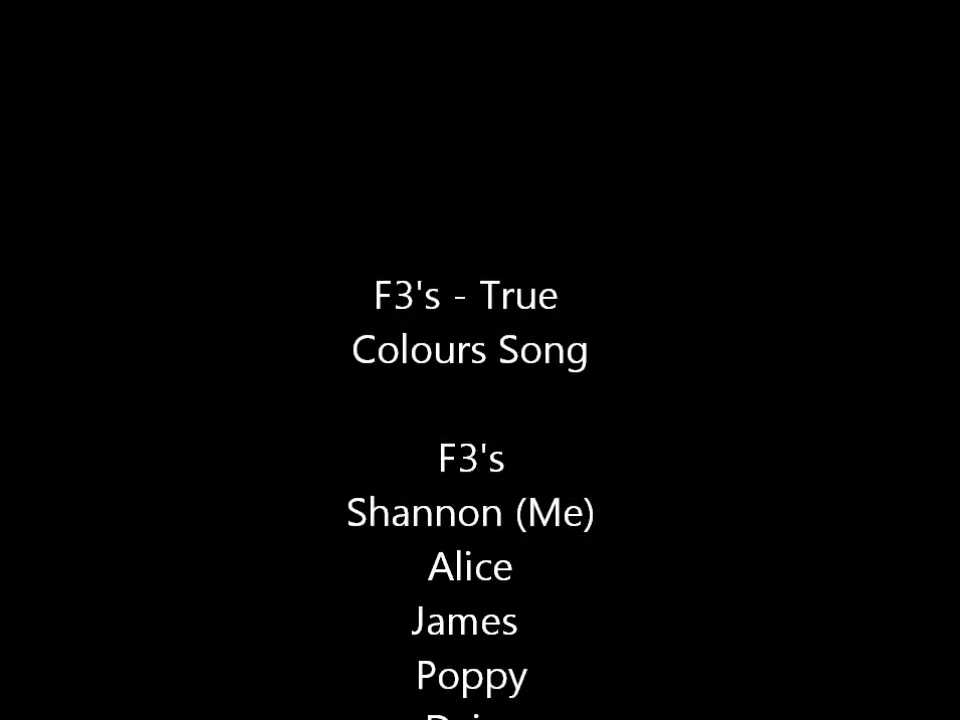 F3's - True
Colours Song
F3's
Shannon (Me)
Alice
James
Poppy